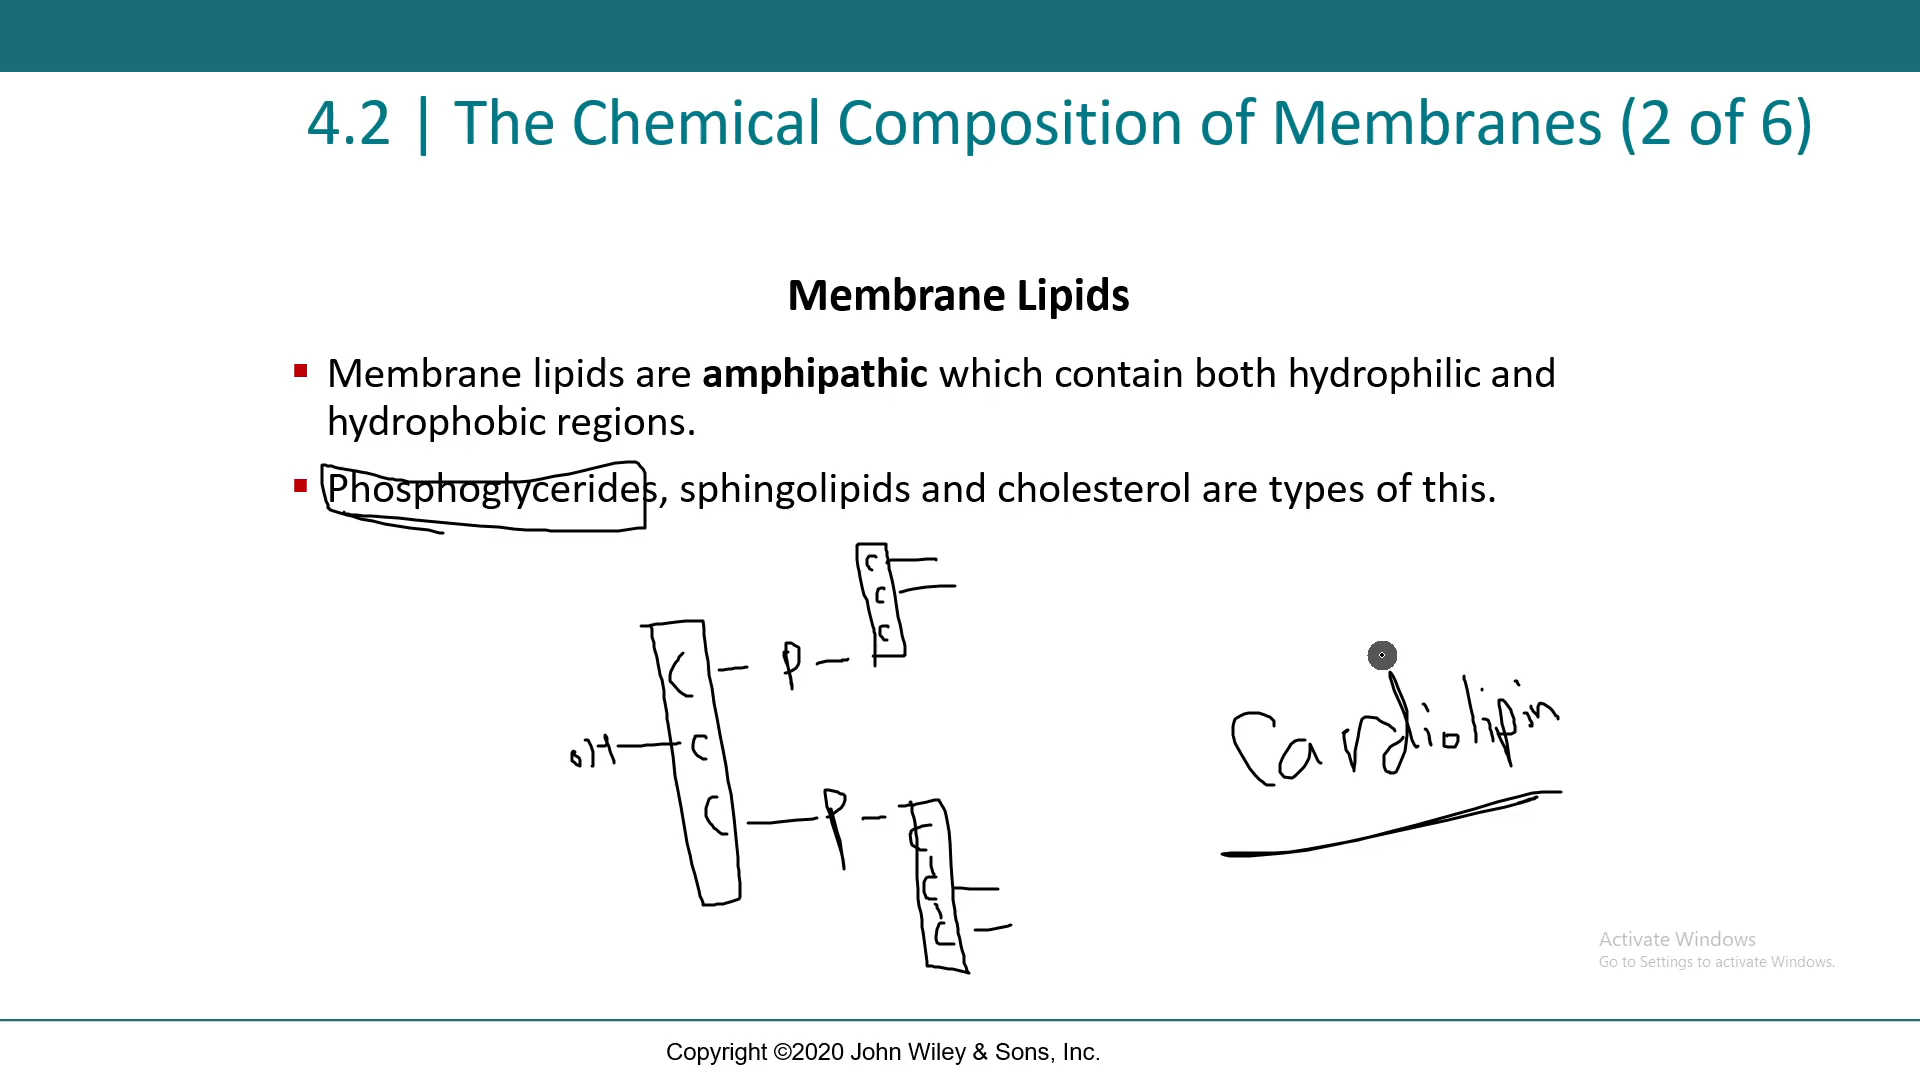 4.2 | The Chemical Composition of Membranes (2 of 6)
Membrane Lipids
▪ Membrane lipids are amphipathic which contain both hydrophilic and
hydrophobic regions.
▪ Phosphoglycerides, sphingolipids and cholesterol are types of this.
C
C
C
C – P –
OH – C
C – P –
C
C
C
Cardiolipin
Activate Windows
Go to Settings to activate Windows.
Copyright ©2020 John Wiley & Sons, Inc.